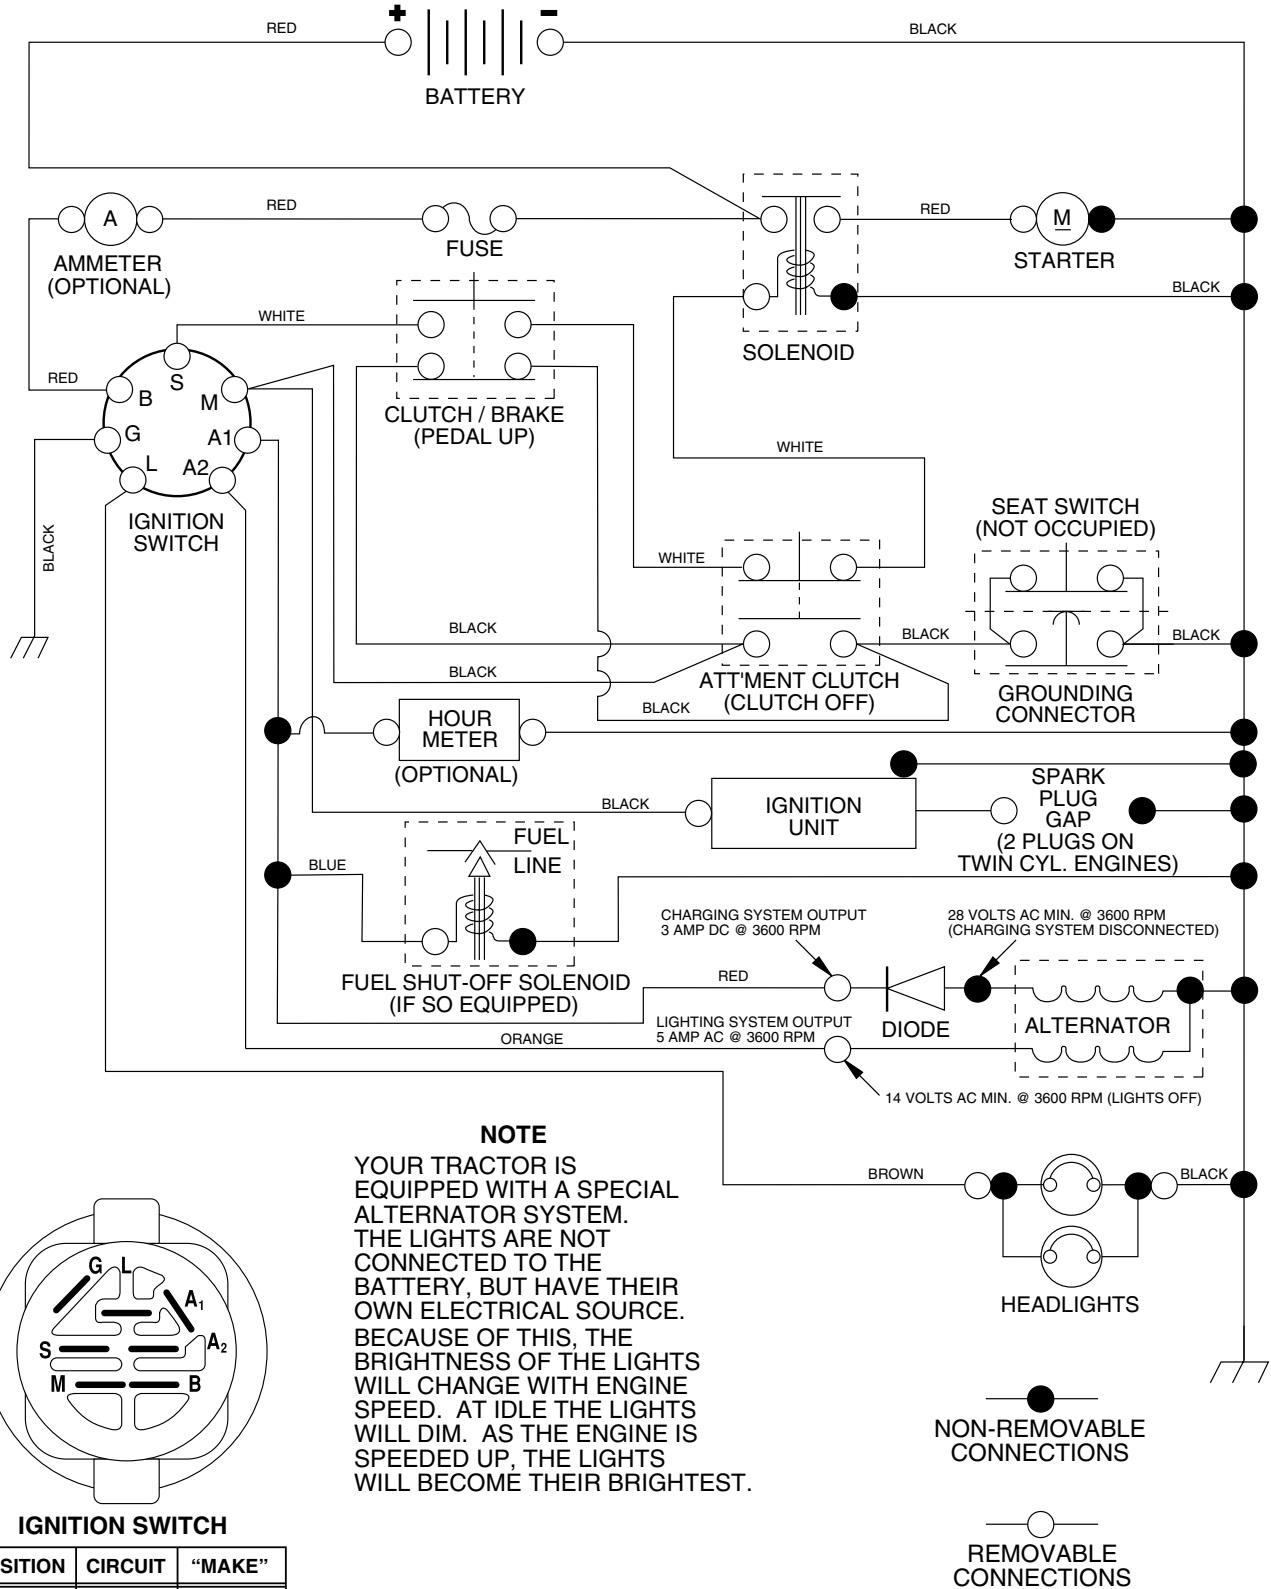 + -
RED
BLACK
BATTERY
A
RED
FUSE
RED
M
STARTER
AMMETER
(OPTIONAL)
BLACK
WHITE
SOLENOID
RED
S
B
M
G
A1
L
A2
CLUTCH / BRAKE
(PEDAL UP)
WHITE
IGNITION
SWITCH
BLACK
SEAT SWITCH
(NOT OCCUPIED)
WHITE
BLACK
BLACK
BLACK
BLACK
ATT'MENT CLUTCH
(CLUTCH OFF)
BLACK
GROUNDING
CONNECTOR
HOUR
METER
(OPTIONAL)
BLACK
IGNITION
UNIT
SPARK
PLUG
GAP
(2 PLUGS ON
TWIN CYL. ENGINES)
FUEL
LINE
BLUE
FUEL SHUT-OFF SOLENOID
(IF SO EQUIPPED)
CHARGING SYSTEM OUTPUT
3 AMP DC @ 3600 RPM
28 VOLTS AC MIN. @ 3600 RPM
(CHARGING SYSTEM DISCONNECTED)
RED
DIODE
ALTERNATOR
LIGHTING SYSTEM OUTPUT
5 AMP AC @ 3600 RPM
ORANGE
14 VOLTS AC MIN. @ 3600 RPM (LIGHTS OFF)
NOTE
YOUR TRACTOR IS
EQUIPPED WITH A SPECIAL
ALTERNATOR SYSTEM.
THE LIGHTS ARE NOT
CONNECTED TO THE
BATTERY, BUT HAVE THEIR
OWN ELECTRICAL SOURCE.
BECAUSE OF THIS, THE
BRIGHTNESS OF THE LIGHTS
WILL CHANGE WITH ENGINE
SPEED. AT IDLE THE LIGHTS
WILL DIM. AS THE ENGINE IS
SPEEDED UP, THE LIGHTS
WILL BECOME THEIR BRIGHTEST.
BROWN
BLACK
HEADLIGHTS
G
L
A1
A2
S
M
B
IGNITION SWITCH
SITION CIRCUIT “MAKE”
NON-REMOVABLE
CONNECTIONS
REMOVABLE
CONNECTIONS